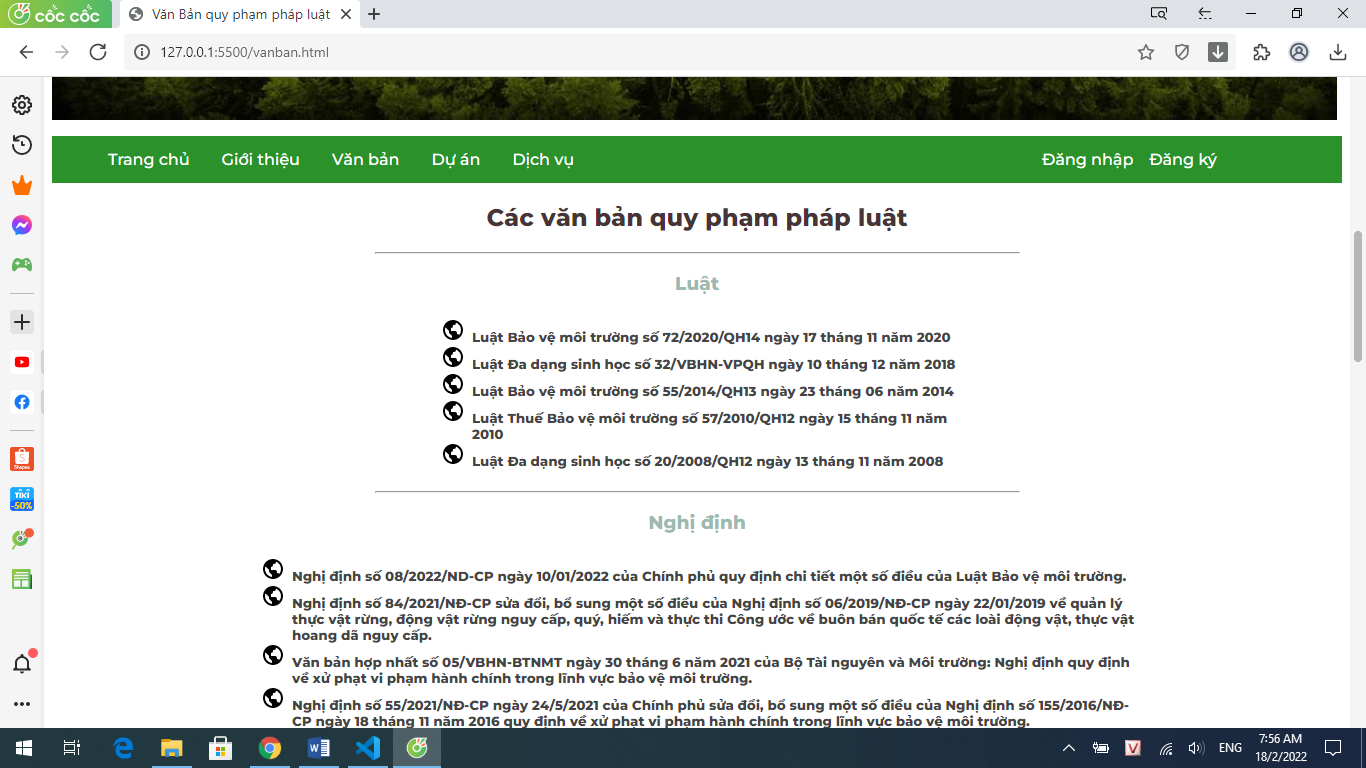 cốc cốc
Văn Bản quy phạm pháp luật
127.0.0.1:5500/vanban.html
Trang chủ Giới thiệu Văn bản Dự án Dịch vụ Đăng nhập Đăng ký
Các văn bản quy phạm pháp luật
Luật
Luật Bảo vệ môi trường số 72/2020/QH14 ngày 17 tháng 11 năm 2020
Luật Đa dạng sinh học số 32/VBHN-VPQH ngày 10 tháng 12 năm 2018
Luật Bảo vệ môi trường số 55/2014/QH13 ngày 23 tháng 06 năm 2014
Luật Thuế Bảo vệ môi trường số 57/2010/QH12 ngày 15 tháng 11 năm
2010
Luật Đa dạng sinh học số 20/2008/QH12 ngày 13 tháng 11 năm 2008
Nghị định
Nghị định số 08/2022/ND-CP ngày 10/01/2022 của Chính phủ quy định chi tiết một số điều của Luật Bảo vệ môi trường.
Nghị định số 84/2021/NĐ-CP sửa đổi, bổ sung một số điều của Nghị định số 06/2019/NĐ-CP ngày 22/01/2019 về quản lý
thực vật rừng, động vật rừng nguy cấp, quý, hiếm và thực thi Công ước về buôn bán quốc tế các loài động vật, thực vật
hoang dã nguy cấp.
Văn bản hợp nhất số 05/VBHN-BTNMT ngày 30 tháng 6 năm 2021 của Bộ Tài nguyên và Môi trường: Nghị định quy định
về xử phạt vi phạm hành chính trong lĩnh vực bảo vệ môi trường.
Nghị định số 55/2021/NĐ-CP ngày 24/5/2021 của Chính phủ sửa đổi, bổ sung một số điều của Nghị định số 155/2016/NĐ-
CP ngày 18 tháng 11 năm 2016 quy định về xử phạt vi phạm hành chính trong lĩnh vực bảo vệ môi trường.
Shopee
TIKI
-50%
V
ENG
7:56 AM
18/2/2022